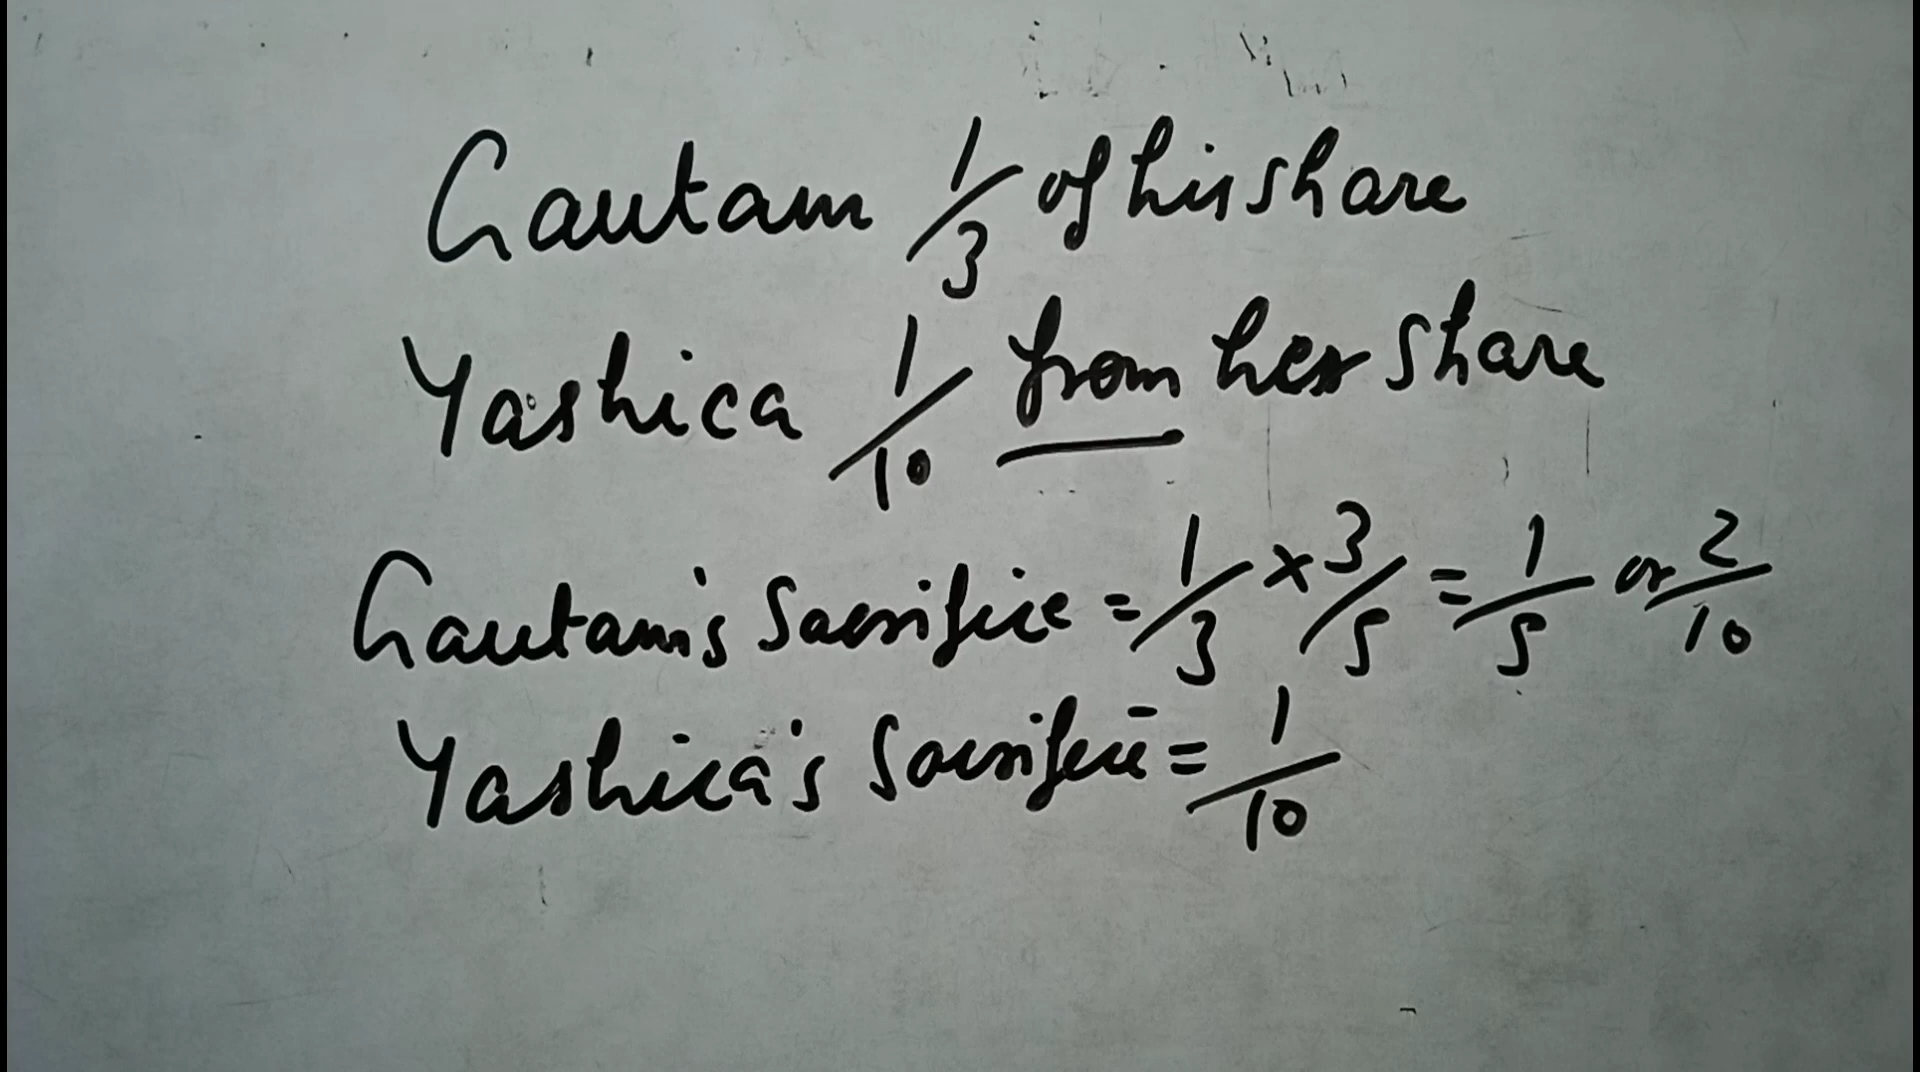 Gautam 1/3 of his share
Yashica 1/10 from her share
Gautam's Sacrifice = 1/3 × 3/5 = 1/5 or 2/10
Yashica's Sacrifice = 1/10